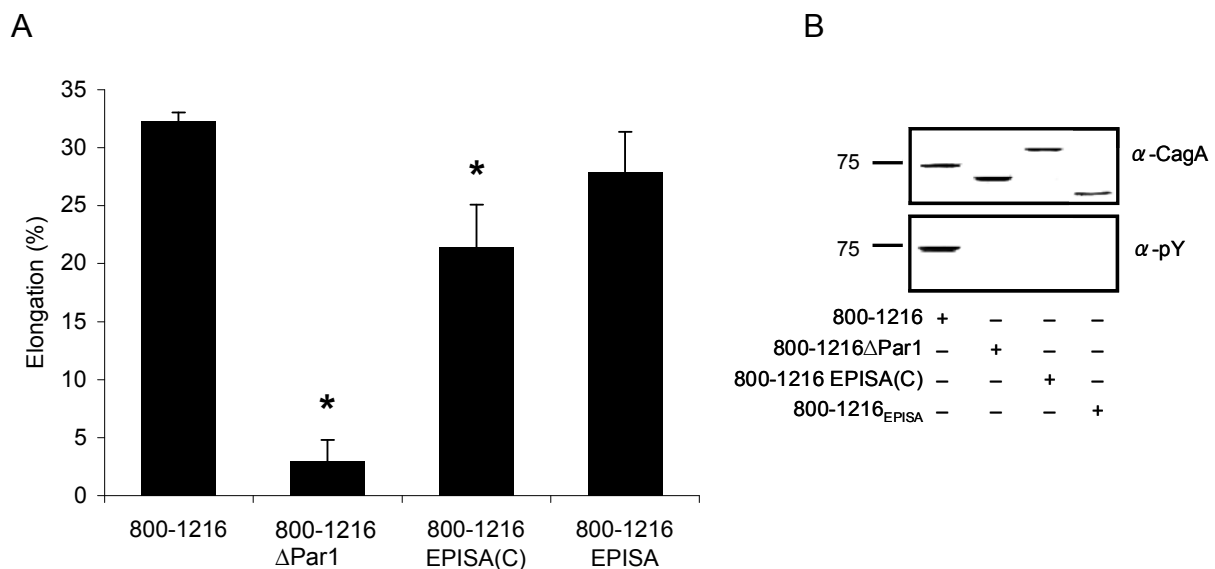 A
B
35
30
25
20
15
10
5
0
Elongation (%)
*
*
800-1216
800-1216
ΔPar1
800-1216
EPISA(C)
800-1216
EPISA
75
α-CagA
75
α-pY
800-1216 + – – –
800-1216ΔPar1 – + – –
800-1216 EPISA(C) – – + –
800-1216EPISA – – – +